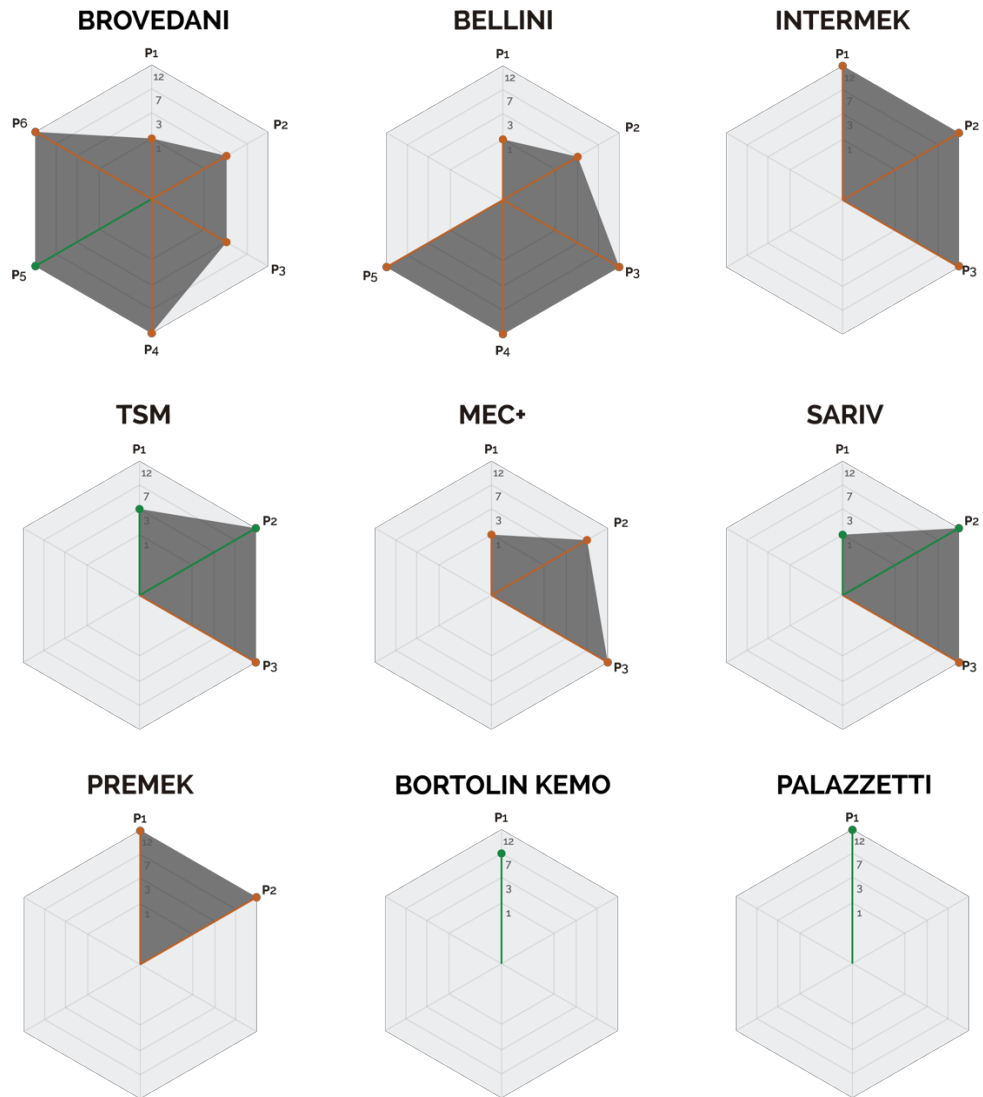 BROVEDANI
P1
12
7
3
1
P2
P3
P4
P5
P6
BELLINI
P1
12
7
3
1
P2
P3
P4
P5
INTERMEK
P1
12
7
3
1
P2
P3
TSM
P1
12
7
3
1
P2
P3
MEC+
P1
12
7
3
1
P2
P3
SARIV
P1
12
7
3
1
P2
P3
PREMEK
P1
12
7
3
1
P2
BORTOLIN KEMO
P1
12
7
3
1
PALAZZETTI
P1
12
7
3
1